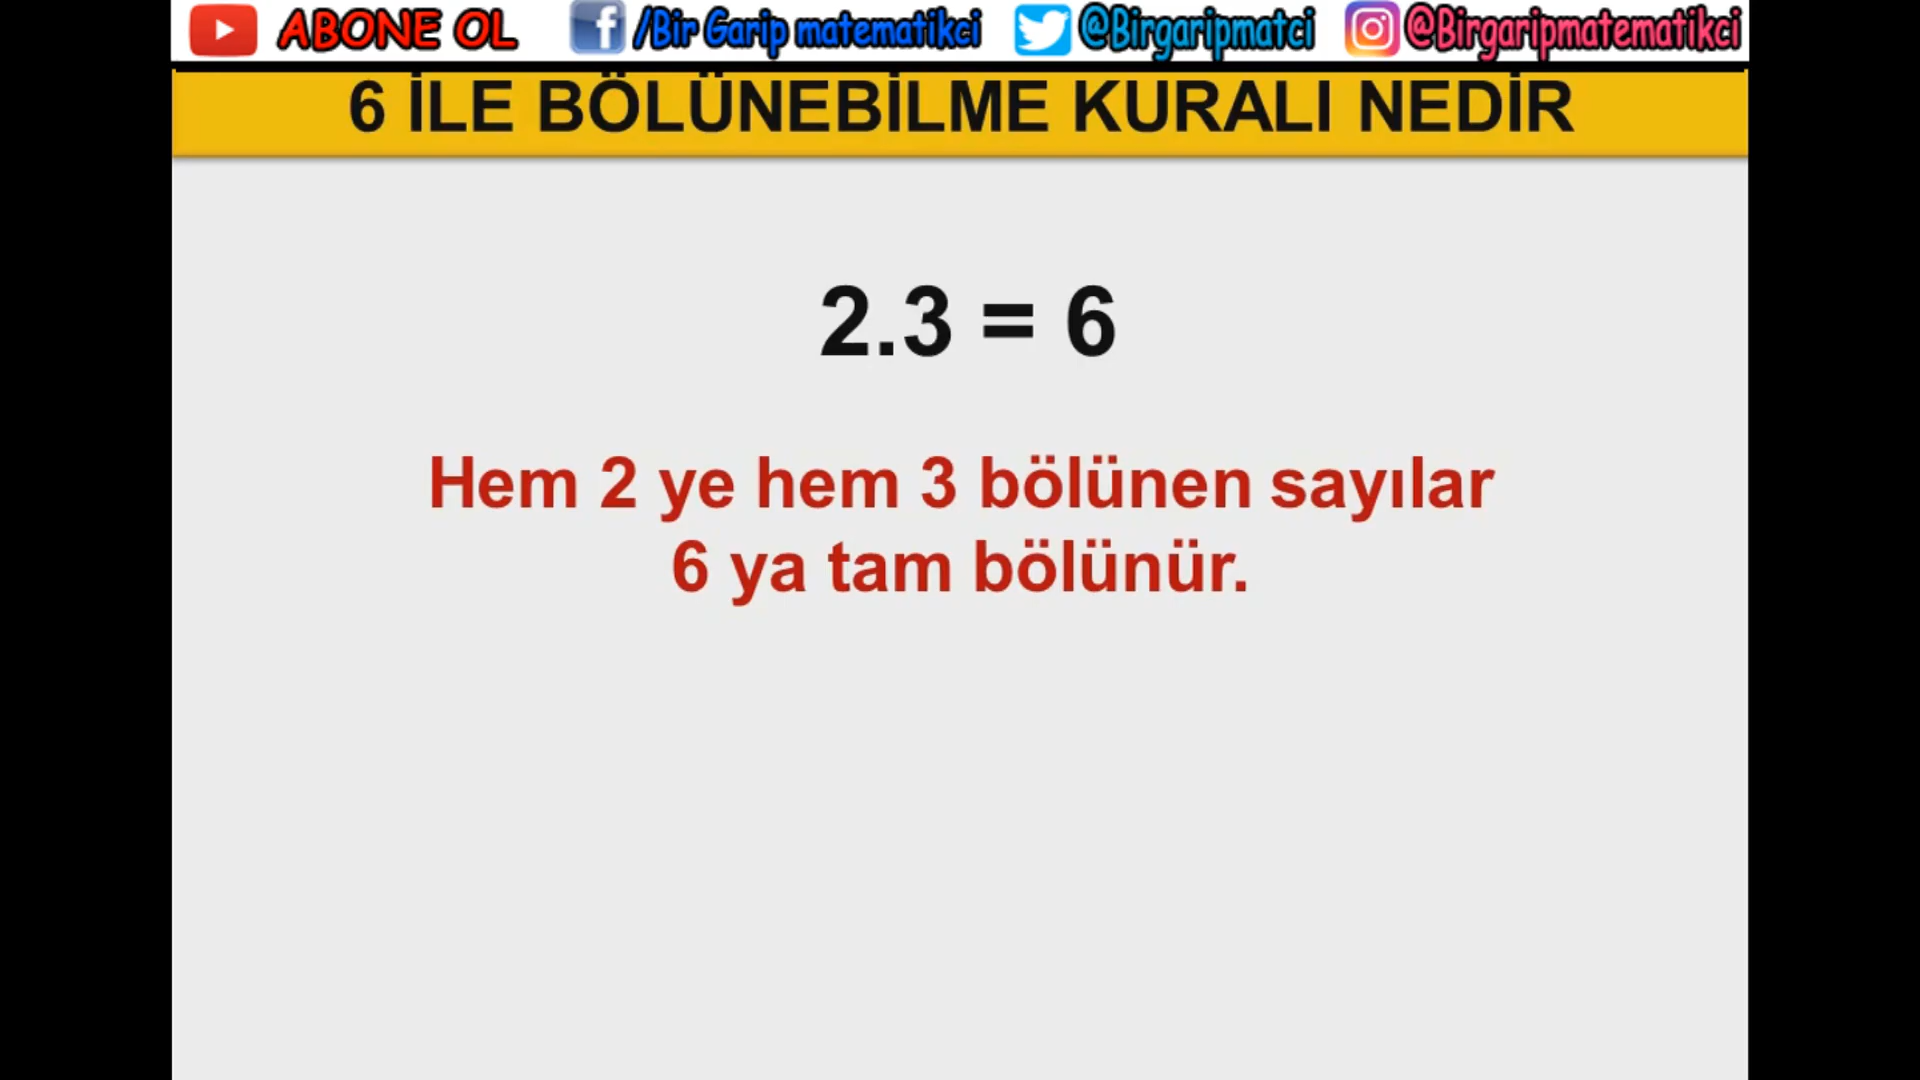 ABONE OL /Bir Garip matematikci @Birgaripmatci @Birgaripmatematikci
6 İLE BÖLÜNEBİLME KURALI NEDİR
2.3 = 6
Hem 2 ye hem 3 bölünen sayılar
6 ya tam bölünür.